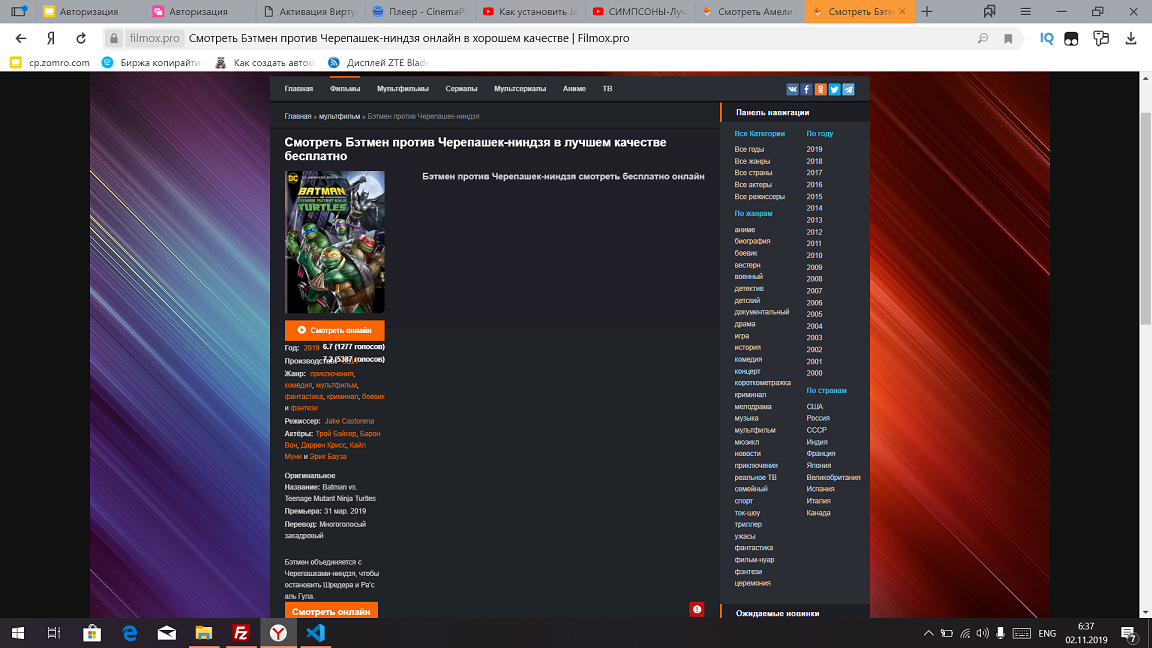 Авторизация
Авторизация
Активация Вирту
Плеер - CinemaP
Как установить Ja
СИМПСОНЫ-Луч
Смотреть Амели
Смотреть Бэтм
filmox.pro Смотреть Бэтмен против Черепашек-ниндзя онлайн в хорошем качестве | Filmox.pro
IQ
cp.zomro.com
Биржа копирайти
Как создать автом
Дисплей ZTE Blad
Главная Фильмы Мультфильмы Сериалы Мультсериалы Аниме ТВ
Главная » мультфильм » Бэтмен против Черепашек-ниндзя
Смотреть Бэтмен против Черепашек-ниндзя в лучшем качестве
бесплатно
Бэтмен против Черепашек-ниндзя смотреть бесплатно онлайн
DC
BATMAN
TEENAGE MUTANT NINJA
TURTLES
Смотреть онлайн
Год: 2019 6.7 (1277 голосов)
Производство: 7.2 (5387 голосов)
Жанр: приключения,
комедия, мультфильм,
фантастика, криминал, боевик
и фэнтези
Режиссер: Jake Castorena
Актёры: Трой Бэйкер, Барон
Вон, Даррен Крисс, Кайл
Муни и Эрик Бауза
Оригинальное
Название: Batman vs.
Teenage Mutant Ninja Turtles
Премьера: 31 мар. 2019
Перевод: Многоголосый
закадровый
Бэтмен объединяется с
Черепашками-ниндзя, чтобы
остановить Шредера и Ра'с
аль Гула.
Смотреть онлайн
Панель навигации
Все Категории
Все годы
Все жанры
Все страны
Все актеры
Все режиссеры
По жанрам
аниме
биография
боевик
вестерн
военный
детектив
детский
документальный
драма
игра
история
комедия
концерт
короткометражка
криминал
мелодрама
музыка
мультфильм
мюзикл
новости
приключения
реальное ТВ
семейный
спорт
ток-шоу
триллер
ужасы
фантастика
фильм-нуар
фэнтези
церемония
По году
2019
2018
2017
2016
2015
2014
2013
2012
2011
2010
2009
2008
2007
2006
2005
2004
2003
2002
2001
2000
По странам
США
Россия
СССР
Индия
Франция
Япония
Великобритания
Испания
Италия
Канада
Ожидаемые новинки
ENG
6:37
02.11.2019
7